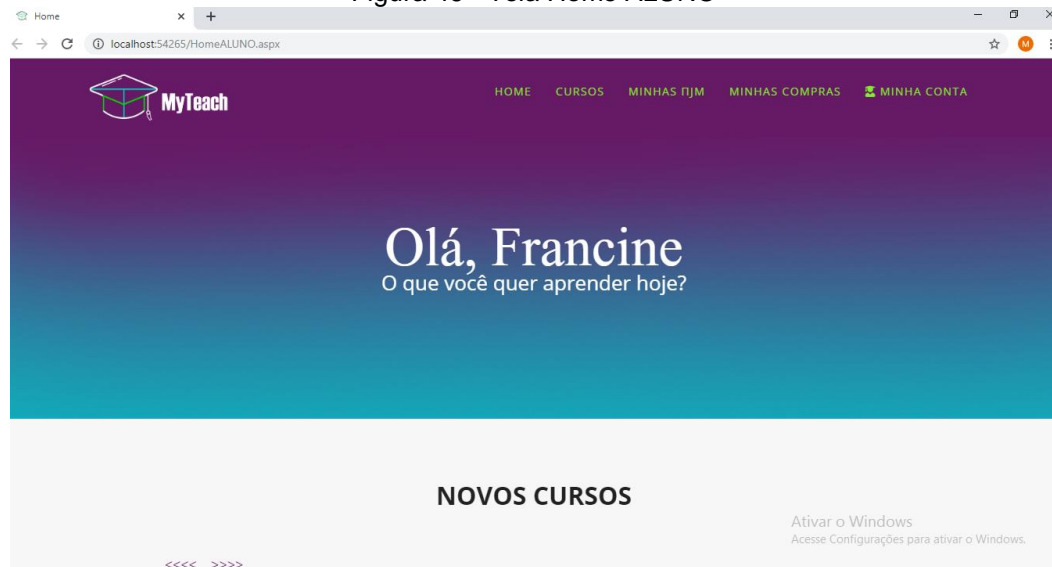 Home
localhost:54265/HomeALUNO.aspx
M
MyTeach
HOME CURSOS MINHAS ΠJM MINHAS COMPRAS MINHA CONTA
Olá, Francine
O que você quer aprender hoje?
NOVOS CURSOS
Ativar o Windows
Acesse Configurações para ativar o Windows.
<<<< >>>>